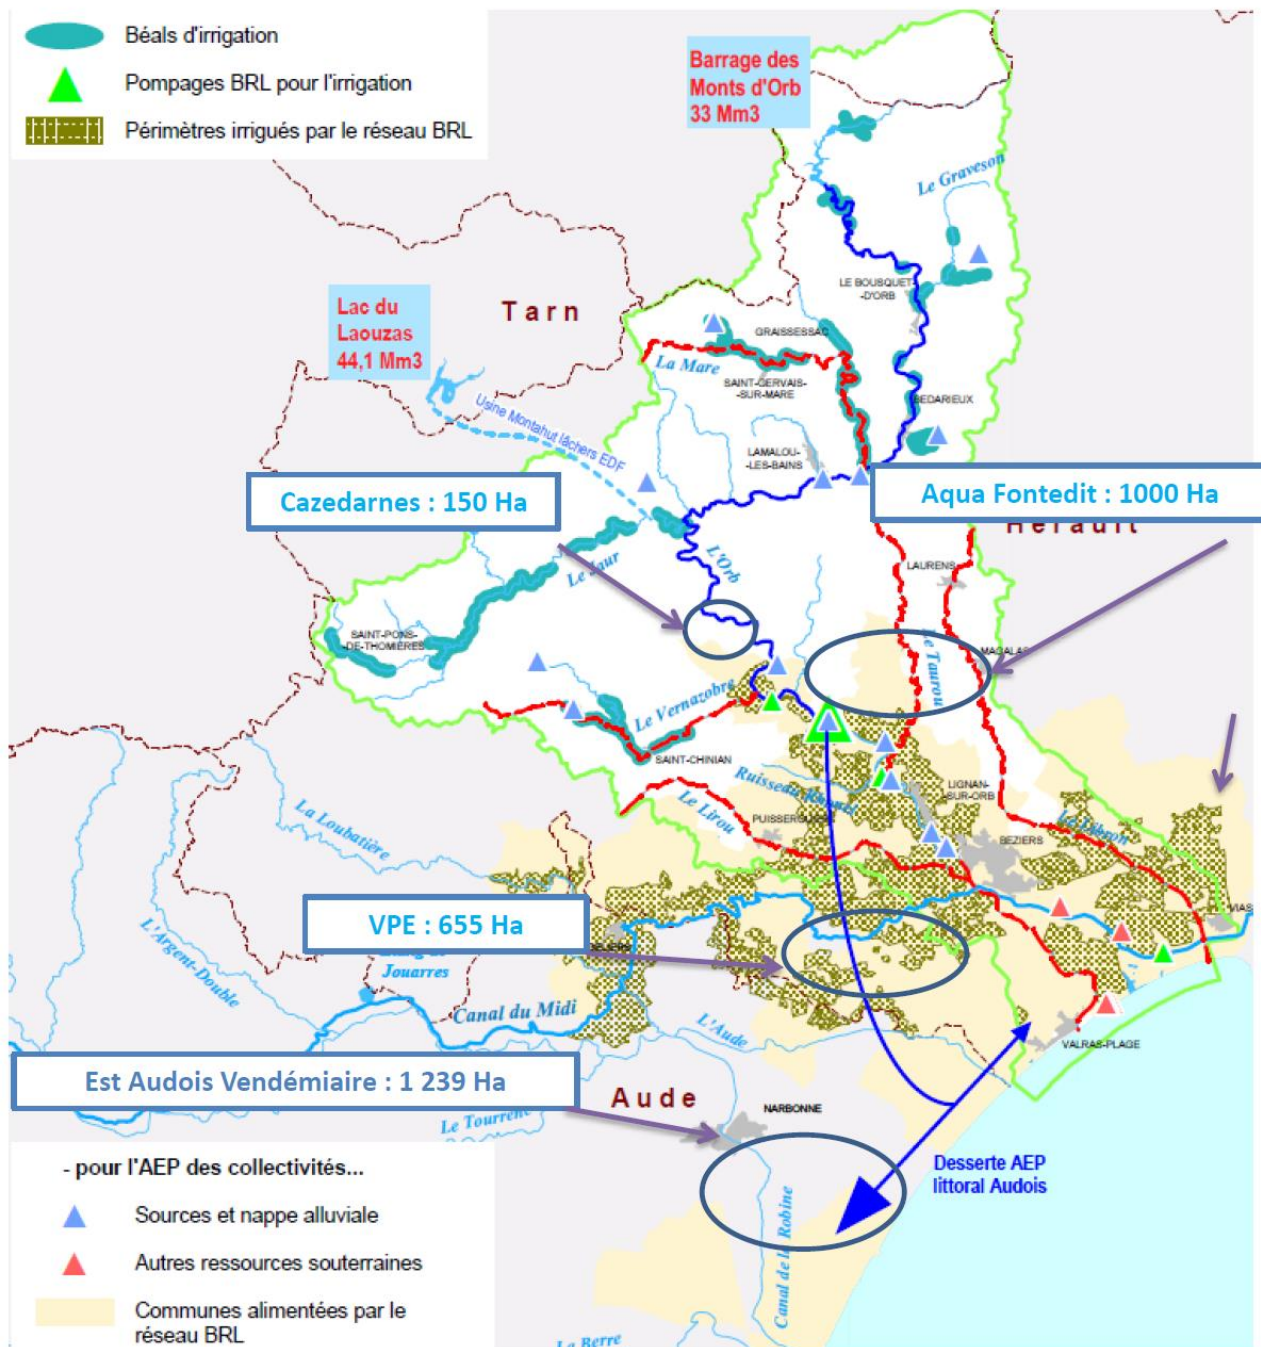 Béals d'irrigation
Pompages BRL pour l'irrigation
Périmètres irrigués par le réseau BRL
Barrage des
Monts d'Orb
33 Mm3
Le Graveson
LE BOUSQUET
-D'ORB
Lac du
Laouzas
44,1 Mm3
Tarn
GRAISSESSAC
La Mare
SAINT-GERVAIS-
-SUR-MARE
BEDARIEUX
Usine Montahut lâchers EDF
LAMALOU-
-LES-BAINS
Cazedarnes : 150 Ha
Aqua Fontedit : 1000 Ha
Hérault
L'Orb
Le Jaur
LAURENS
SAINT-PONS-
-DE-THOMIÈRES
Le Taurou
MAGALAS
Le Vernazobre
SAINT-CHINIAN
Ruisseau
LIGNAN-
-SUR-ORB
La Loubatière
Le Lirou
PUISSERGUIER
Le Libron
BEZIERS
VPE : 655 Ha
VIAS
L'Argent-Double
Jouarres
Canal du Midi
L'Aude
VALRAS-PLAGE
Est Audois Vendémiaire : 1 239 Ha
Aude
NARBONNE
Le Tourrene
- pour l'AEP des collectivités...
Desserte AEP
littoral Audois
Sources et nappe alluviale
Canal de la Robine
Autres ressources souterraines
Communes alimentées par le
réseau BRL
La Berre